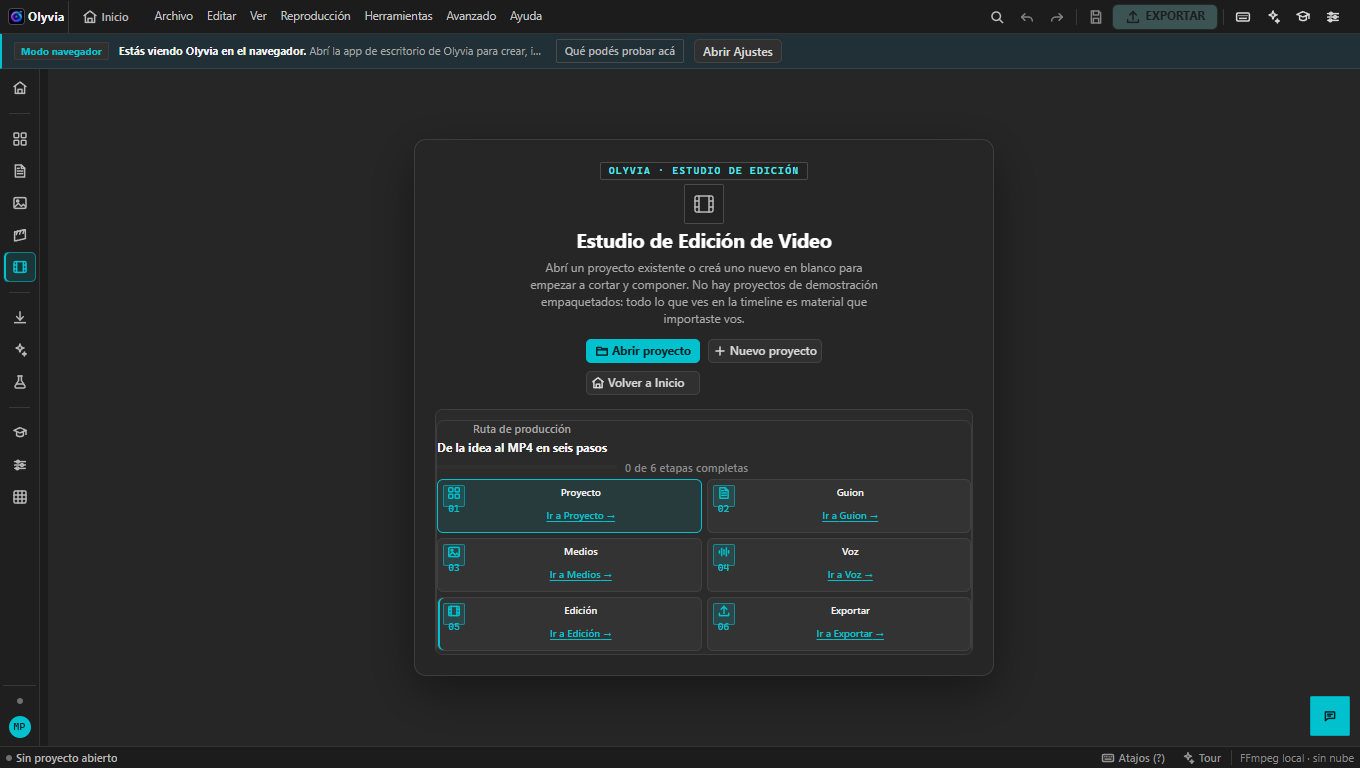 Olyvia
Inicio
Archivo Editar Ver Reproducción Herramientas Avanzado Ayuda
EXPORTAR
Modo navegador
Estás viendo Olyvia en el navegador. Abrí la app de escritorio de Olyvia para crear, i...
Qué podés probar acá
Abrir Ajustes
OLYVIA · ESTUDIO DE EDICIÓN
Estudio de Edición de Video
Abrí un proyecto existente o creá uno nuevo en blanco para
empezar a cortar y componer. No hay proyectos de demostración
empaquetados: todo lo que ves en la timeline es material que
importaste vos.
Abrir proyecto
Nuevo proyecto
Volver a Inicio
Ruta de producción
De la idea al MP4 en seis pasos
0 de 6 etapas completas
01
Proyecto
Ir a Proyecto →
02
Guion
Ir a Guion →
03
Medios
Ir a Medios →
04
Voz
Ir a Voz →
05
Edición
Ir a Edición →
06
Exportar
Ir a Exportar →
MP
Sin proyecto abierto
Atajos (?)
Tour
FFmpeg local · sin nube